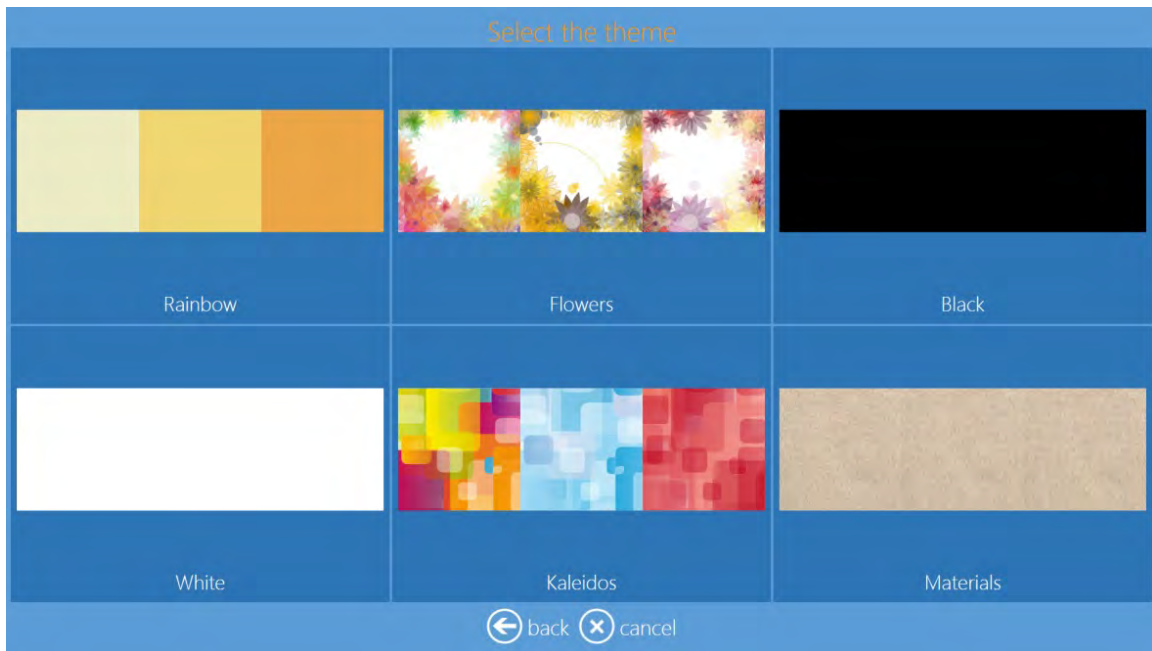 Select the theme
Rainbow
Flowers
Black
White
Kaleidos
Materials
back cancel